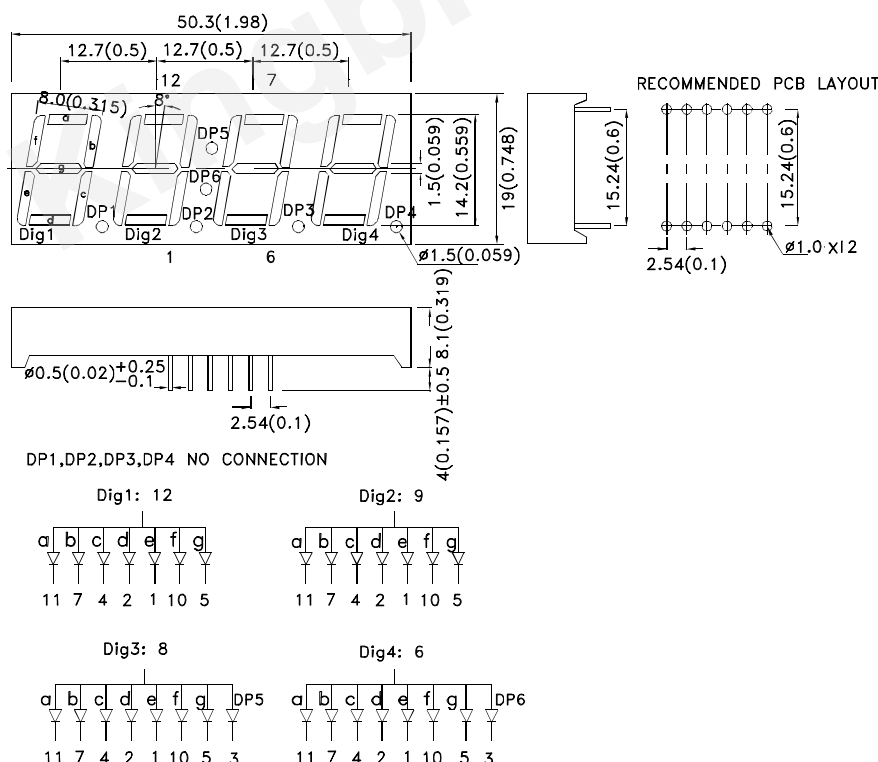 Kingbr
50.3(1.98)
12.7(0.5) 12.7(0.5) 12.7(0.5)
12 7
8.0(0.315)
8°
a
f
b
g
e
c
d
DP5
DP6
DP1 DP2 DP3 DP4
Dig1 Dig2 Dig3 Dig4
1 6
1.5(0.059)
14.2(0.559)
19(0.748)
ø1.5(0.059)
15.24(0.6)
RECOMMENDED PCB LAYOUT
15.24(0.6)
2.54(0.1)
ø1.0 X12
8.1(0.319)
4(0.157)±0.5
ø0.5(0.02) +0.25
−0.1
2.54(0.1)
DP1,DP2,DP3,DP4 NO CONNECTION
Dig1: 12
a b c d e f g
11 7 4 2 1 10 5
Dig2: 9
a b c d e f g
11 7 4 2 1 10 5
Dig3: 8
a b c d e f g DP5
11 7 4 2 1 10 5 3
Dig4: 6
a b c d e f g DP6
11 7 4 2 1 10 5 3